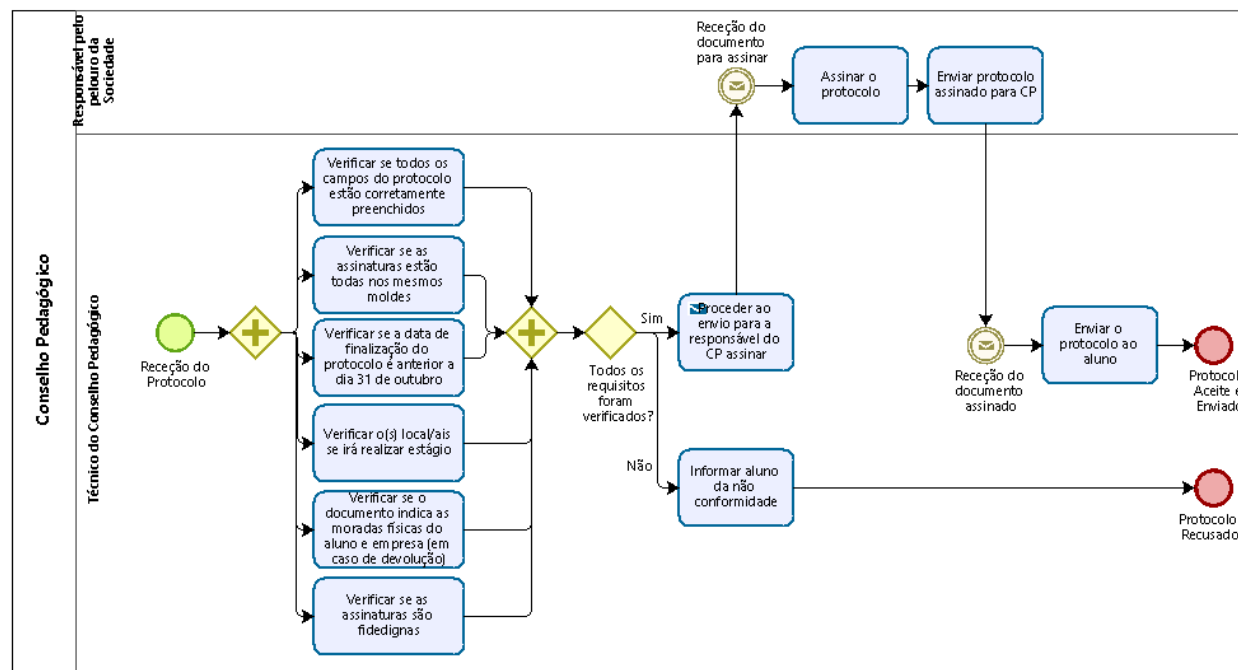 Conselho Pedagógico
Responsável pelo
pelouro da
Sociedade
Receção do
documento
para assinar
Assinar o
protocolo
Enviar protocolo
assinado para CP
Técnico do Conselho Pedagógico
Receção do
Protocolo
Verificar se todos os
campos do protocolo
estão corretamente
preenchidos
Verificar se as
assinaturas estão
todas nos mesmos
moldes
Verificar se a data de
finalização do
protocolo é anterior a
dia 31 de outubro
Verificar o(s) local/ais
se irá realizar estágio
Verificar se o
documento indica as
moradas físicas do
aluno e empresa (em
caso de devolução)
Verificar se as
assinaturas são
fidedignas
Todos os
requisitos
foram
verificados?
Sim
Proceder ao
envio para a
responsável do
CP assinar
Não
Informar aluno
da não
conformidade
Receção do
documento
assinado
Enviar o
protocolo ao
aluno
Protocolo
Aceite e
Enviado
Protocolo
Recusado